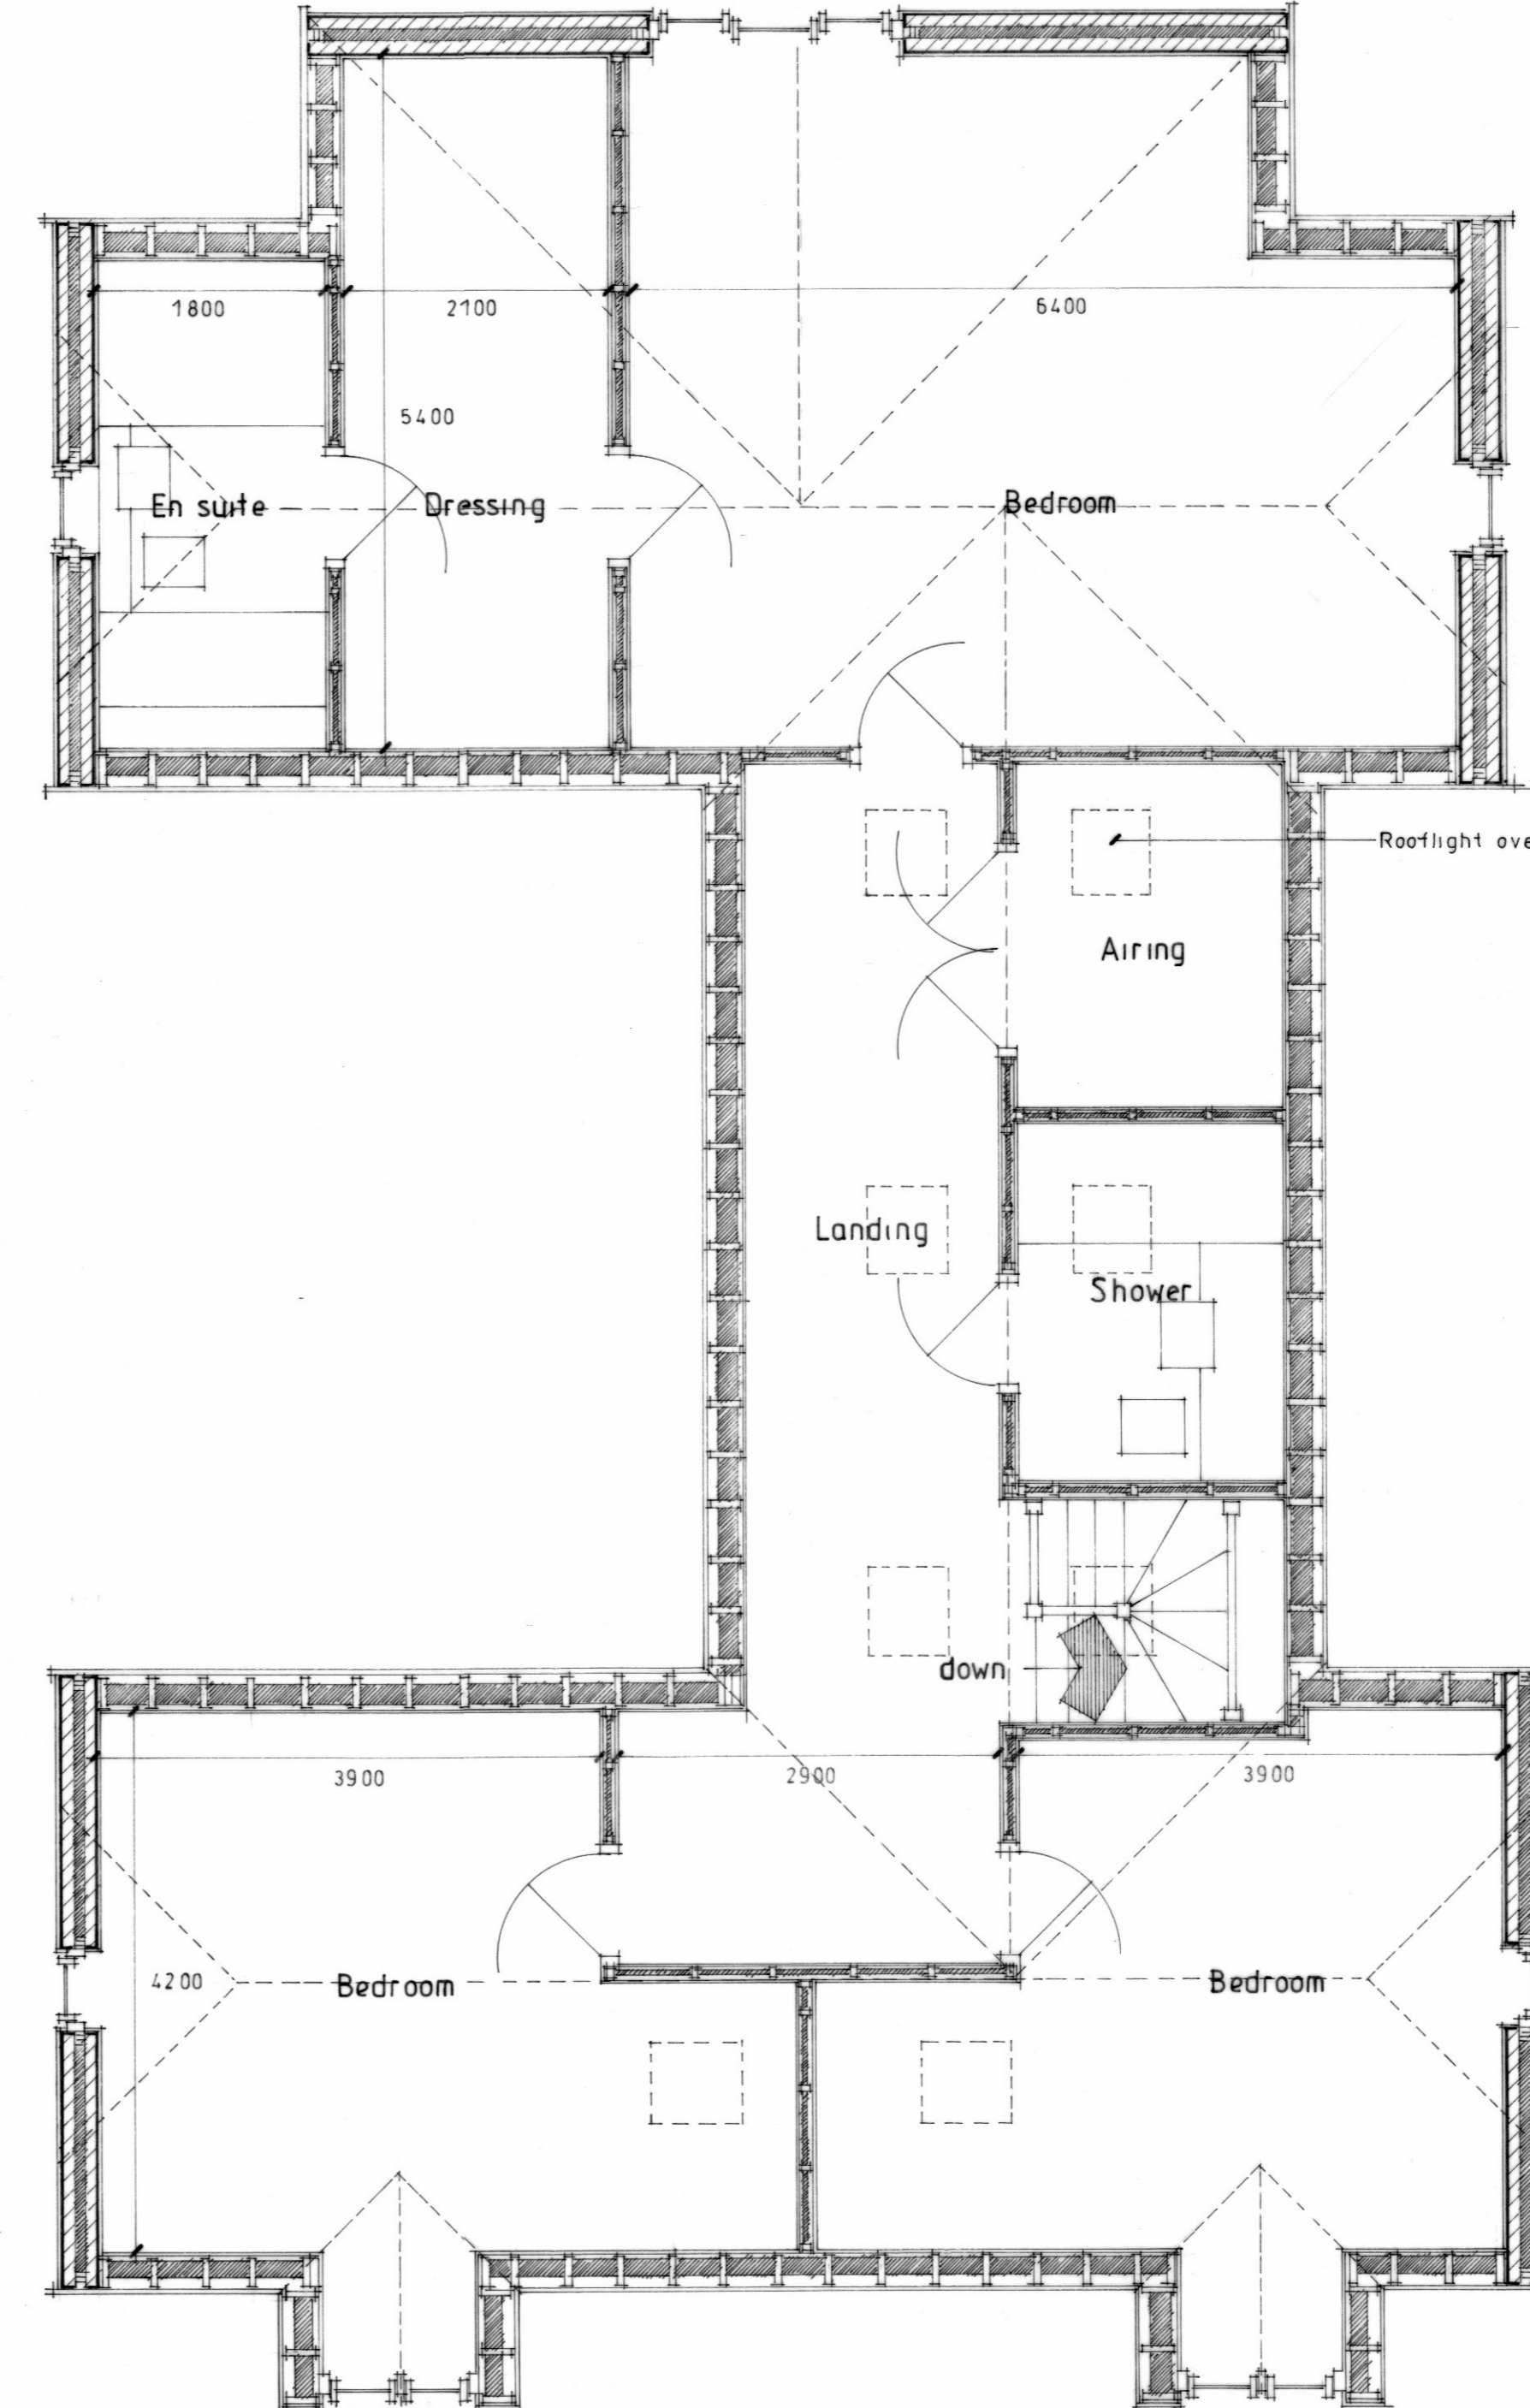 1800
2100
6400
5400
En suite
Dressing
Bedroom
Rooflight ove
Airing
Landing
Shower
down
3900
2900
3900
4200
Bedroom
Bedroom